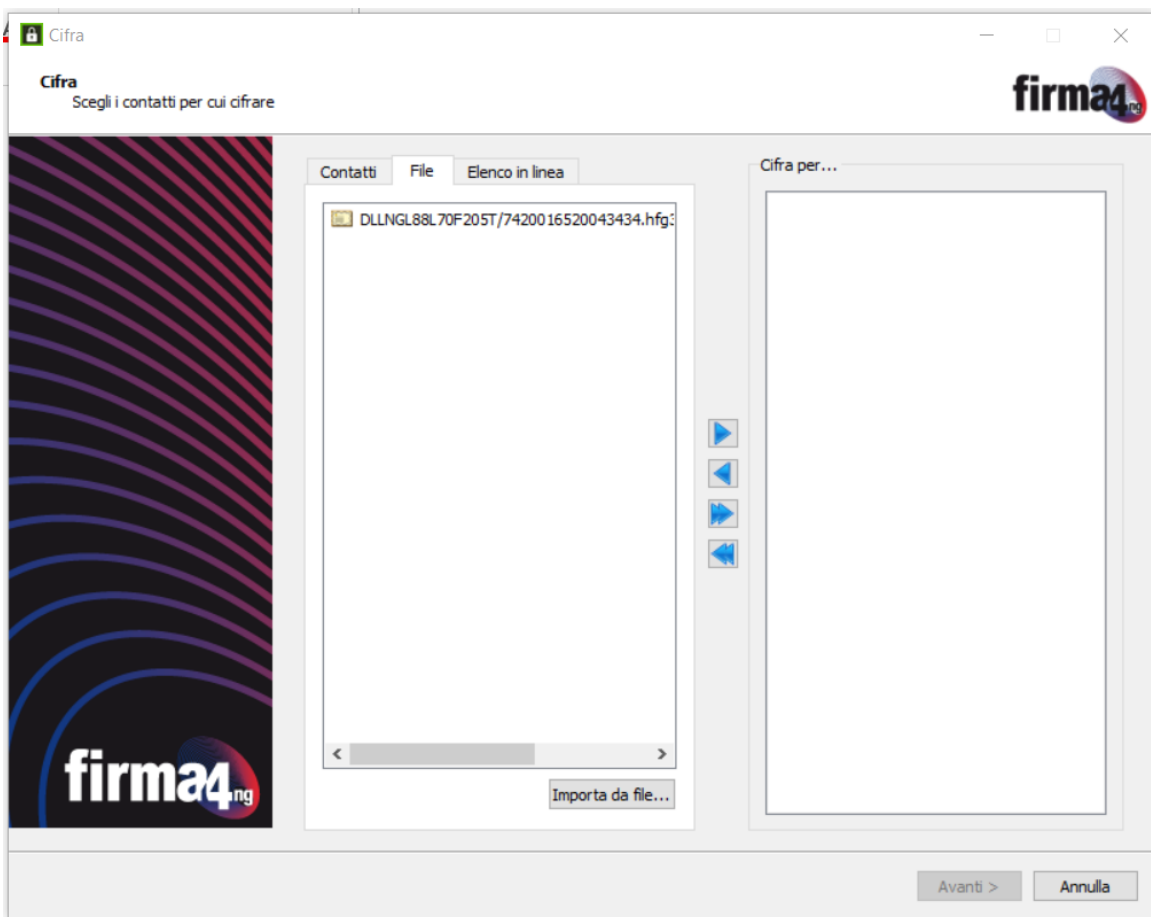 Cifra
Cifra
Scegli i contatti per cui cifrare
firma4ng
Contatti
File
Elenco in linea
Cifra per...
DLLNGL88L70F205T/7420016520043434.hfg3
Importa da file...
firma4ng
Avanti >
Annulla